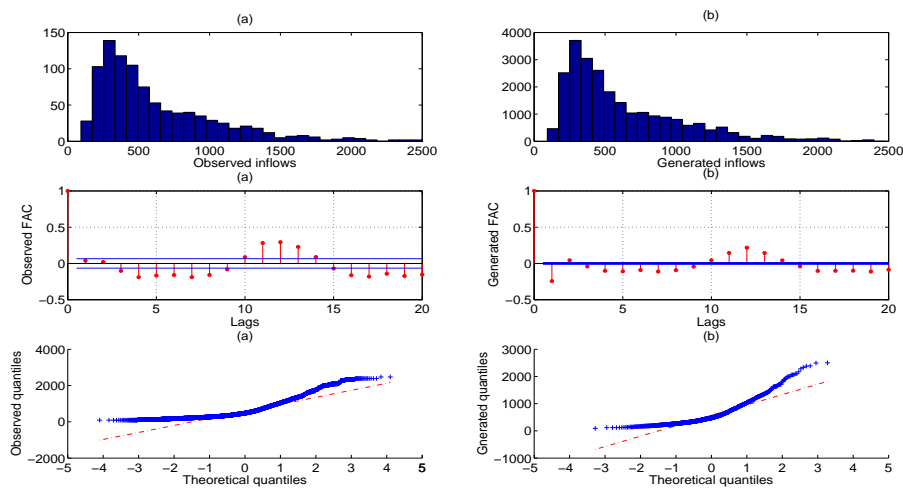 (a)
150
100
50
0
0 500 1000 1500 2000 2500
Observed inflows
(b)
4000
3000
2000
1000
0
0 500 1000 1500 2000 2500
Generated inflows
(a)
Observed FAC
1
0.5
0
−0.5
0 5 10 15 20
Lags
(b)
Generated FAC
1
0.5
0
−0.5
0 5 10 15 20
Lags
(a)
Observed quantiles
4000
2000
0
−2000
−5 −4 −3 −2 −1 0 1 2 3 4 5
Theoretical quantiles
(b)
Gnerated quantiles
3000
2000
1000
0
−1000
−5 −4 −3 −2 −1 0 1 2 3 4 5
Theoretical quantiles